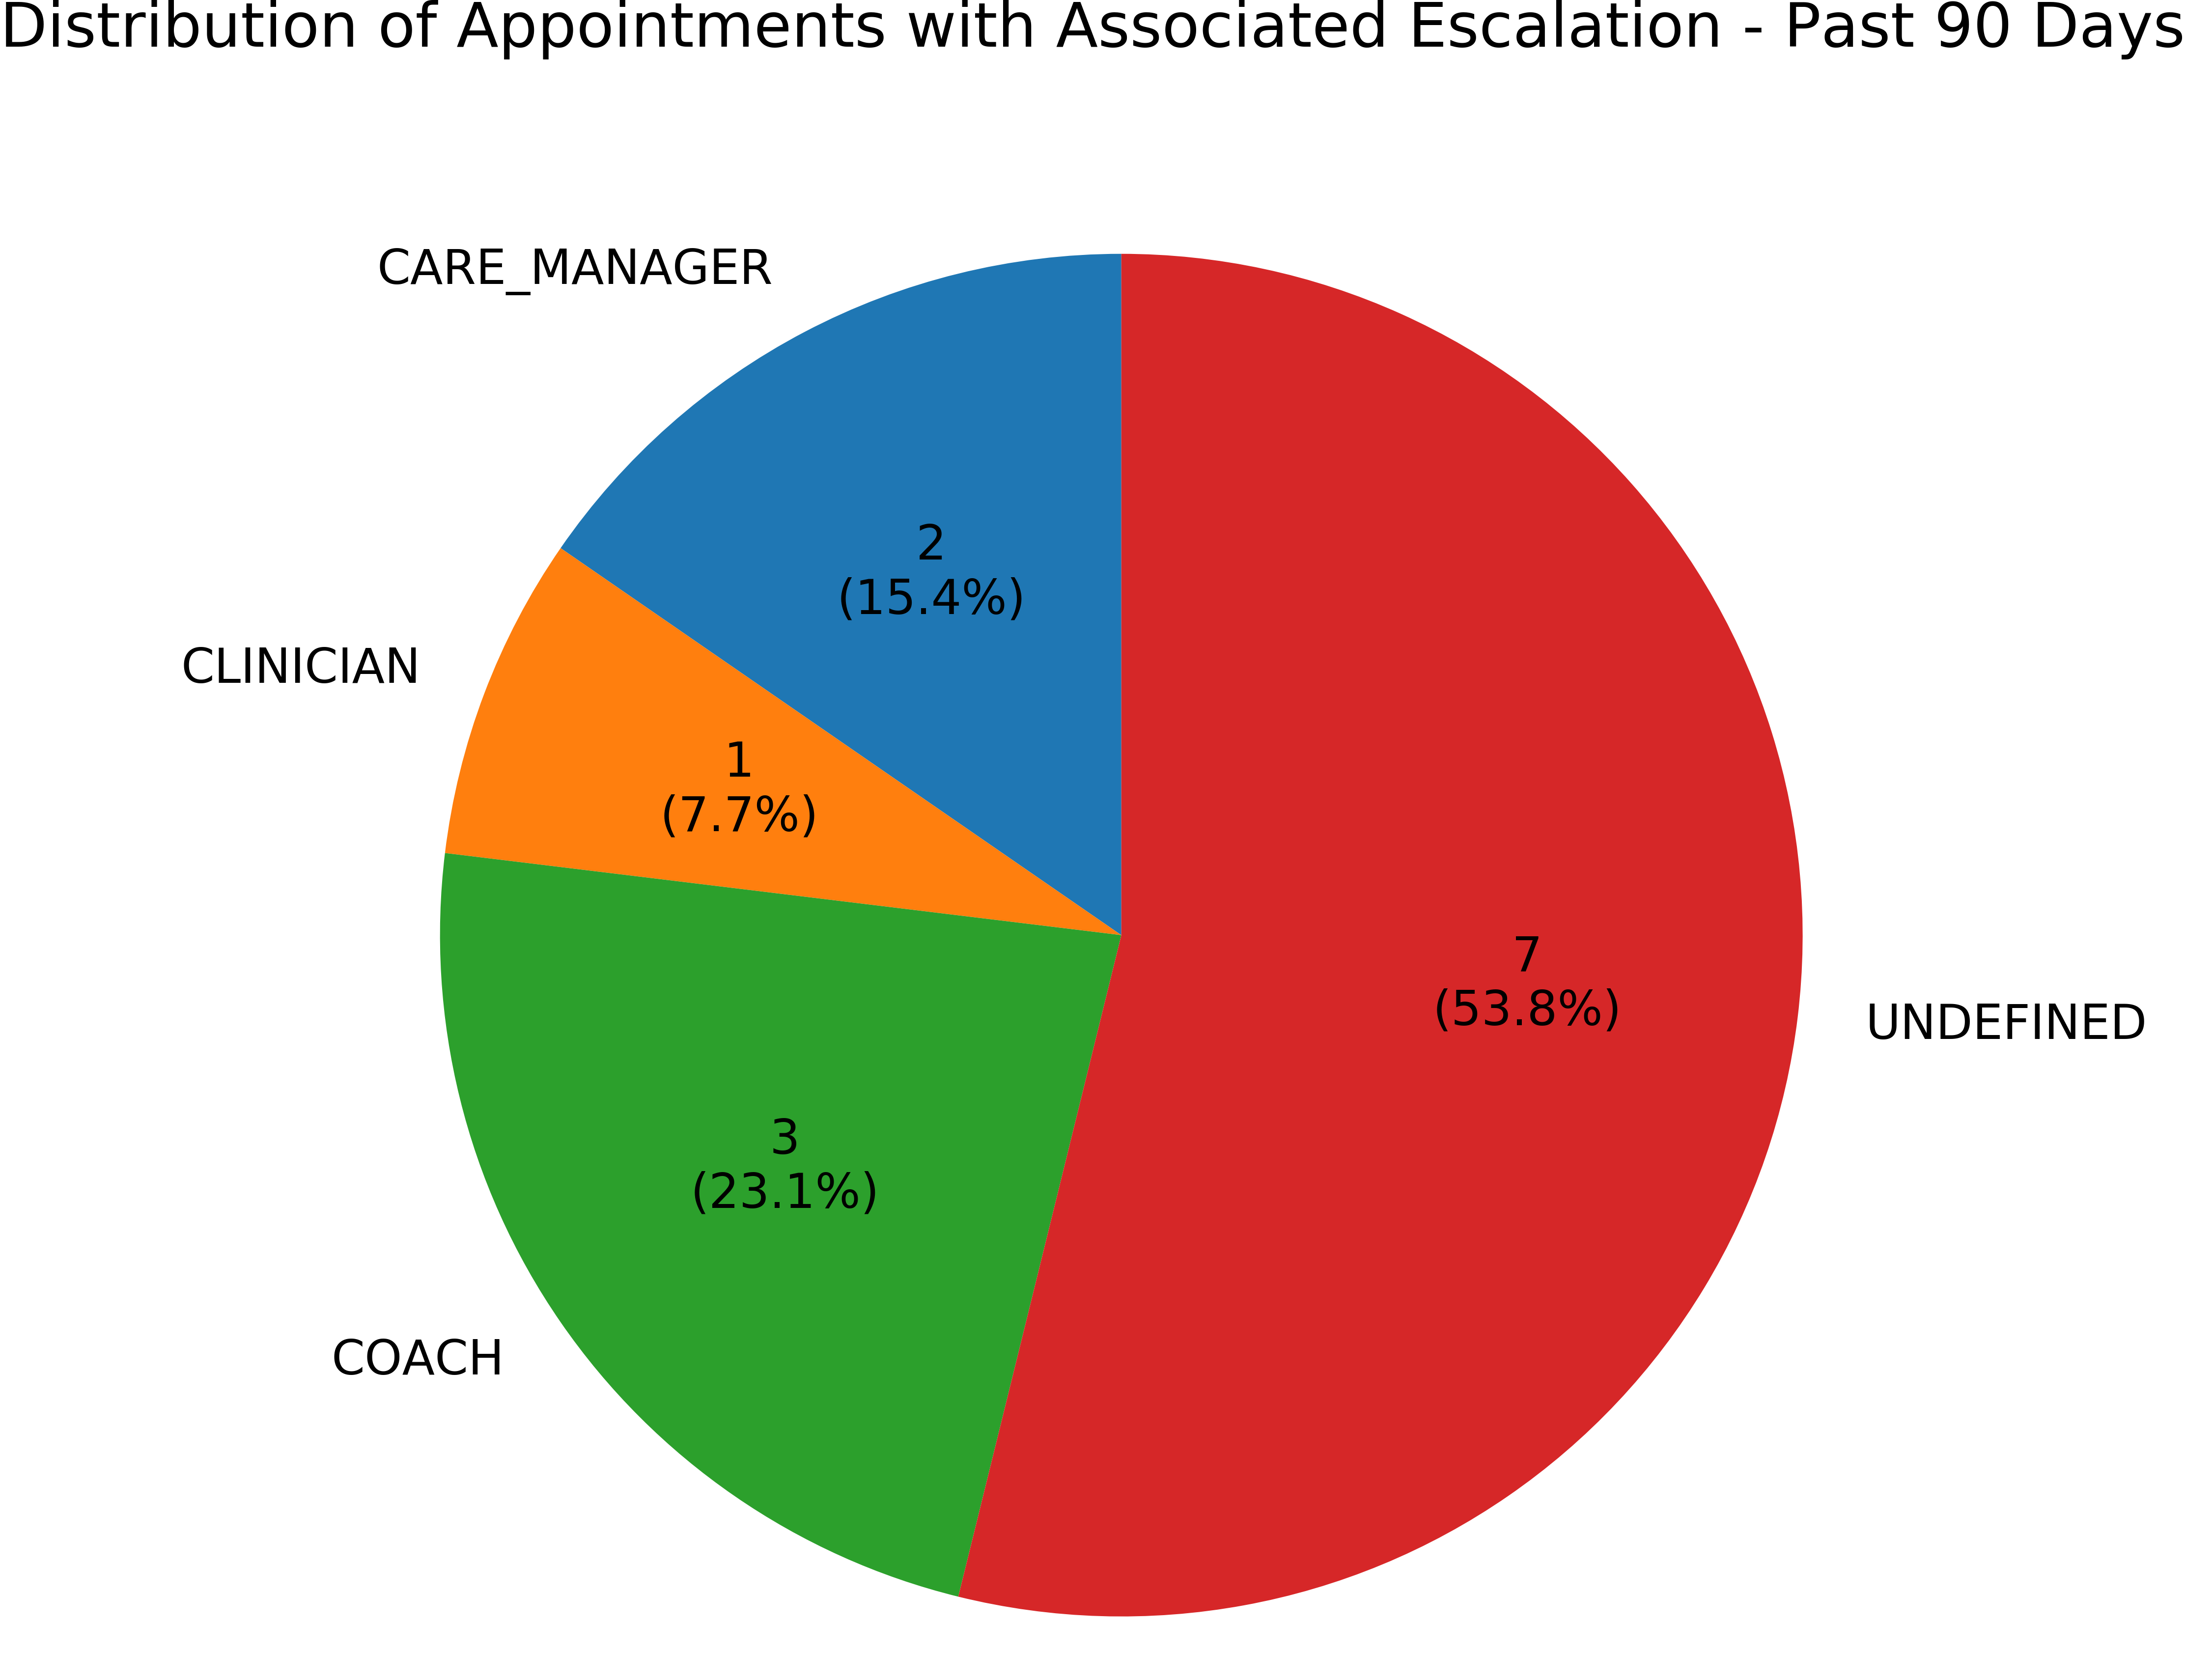 Distribution of Appointments with Associated Escalation - Past 90 Days
CARE_MANAGER
2
(15.4%)
CLINICIAN
1
(7.7%)
7
(53.8%)
UNDEFINED
3
(23.1%)
COACH